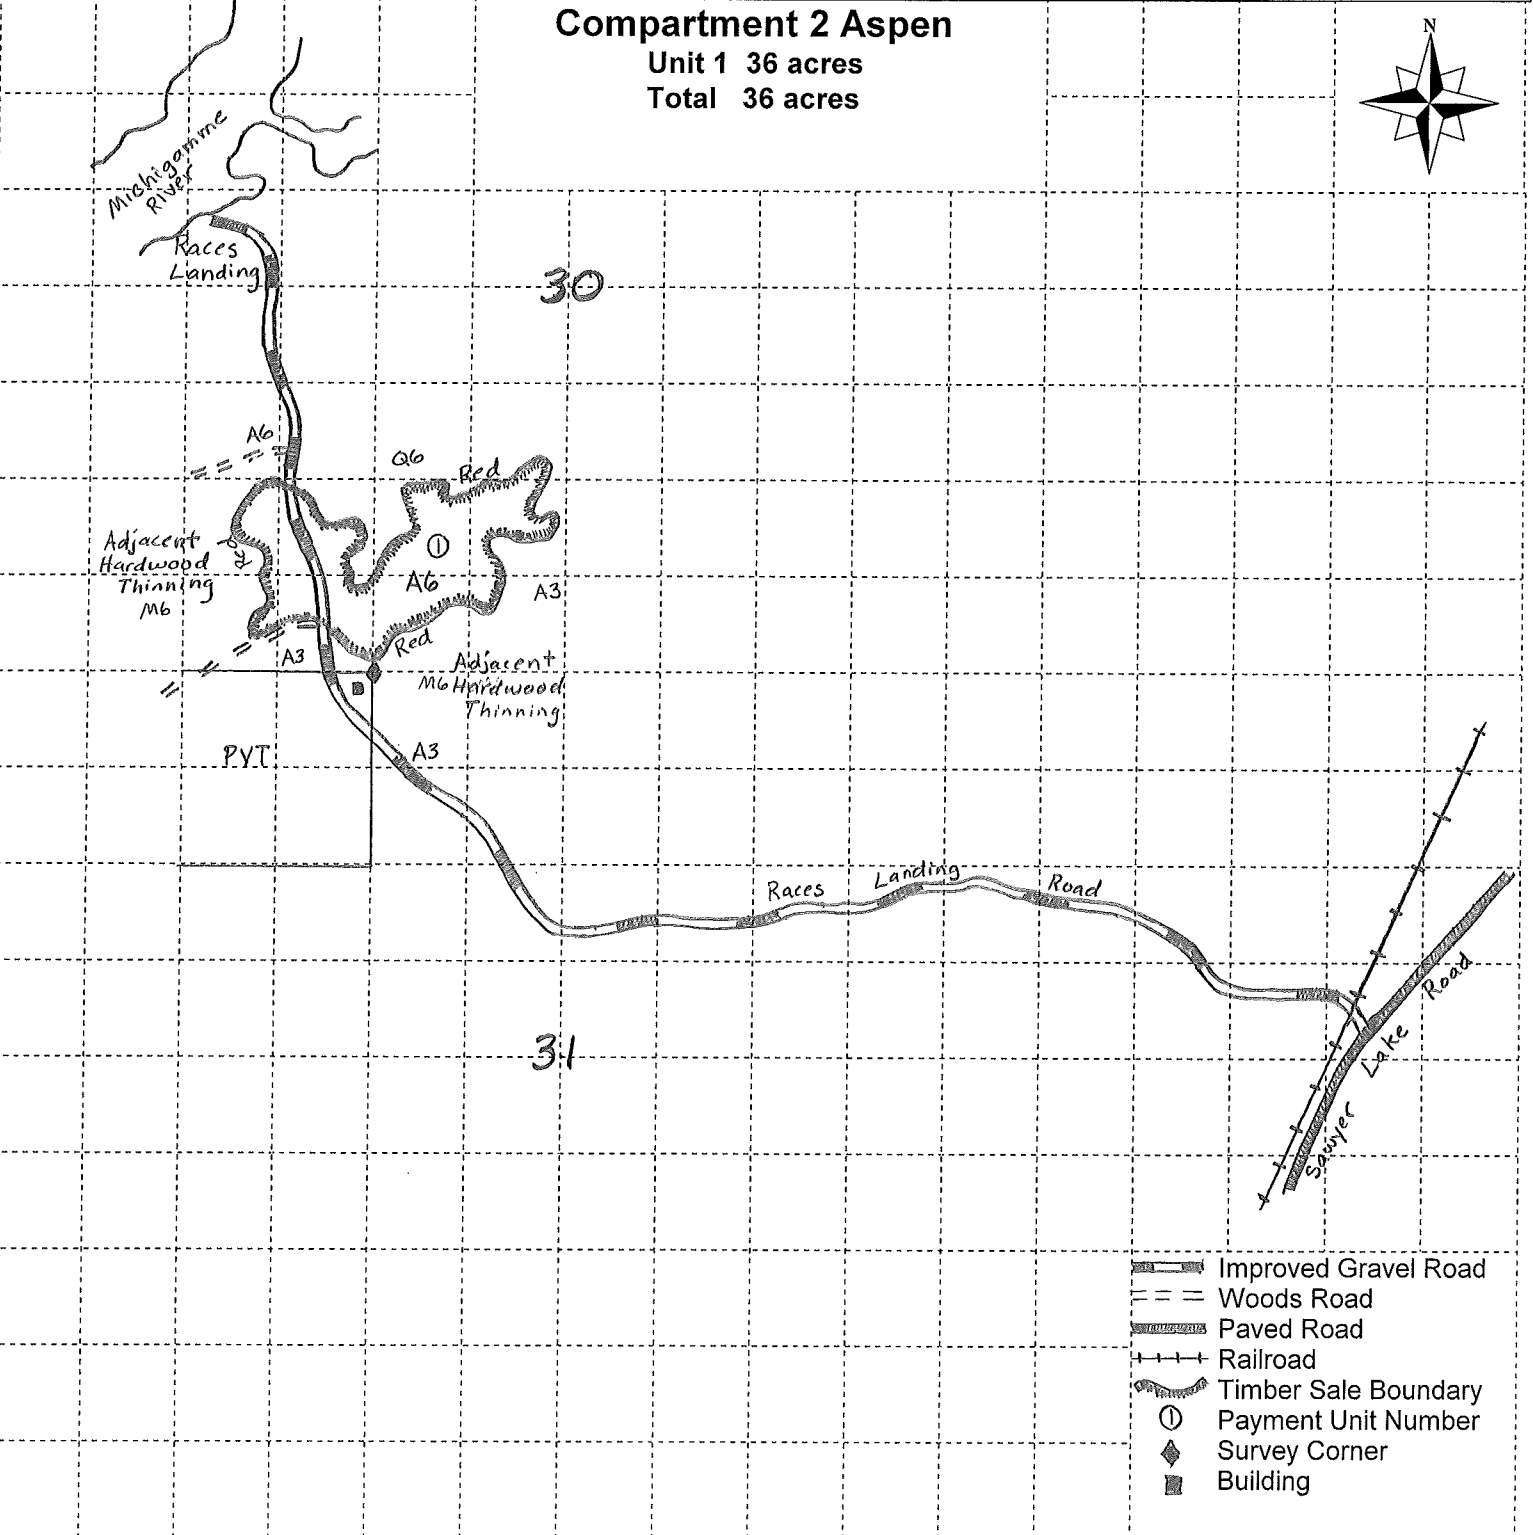 Compartment 2 Aspen
Unit 1 36 acres
Total 36 acres
N
Michigamme
River
Races
Landing
30
A6
Q6
Red
Adjacent
Hardwood
Thinning
M6
Red
1
A6
A3
Red
A3
Adjacent
M6 Hardwood
Thinning
PVT
A3
Races Landing Road
Sawyer Lake Road
31
Improved Gravel Road
Woods Road
Paved Road
Railroad
Timber Sale Boundary
1 Payment Unit Number
Survey Corner
Building